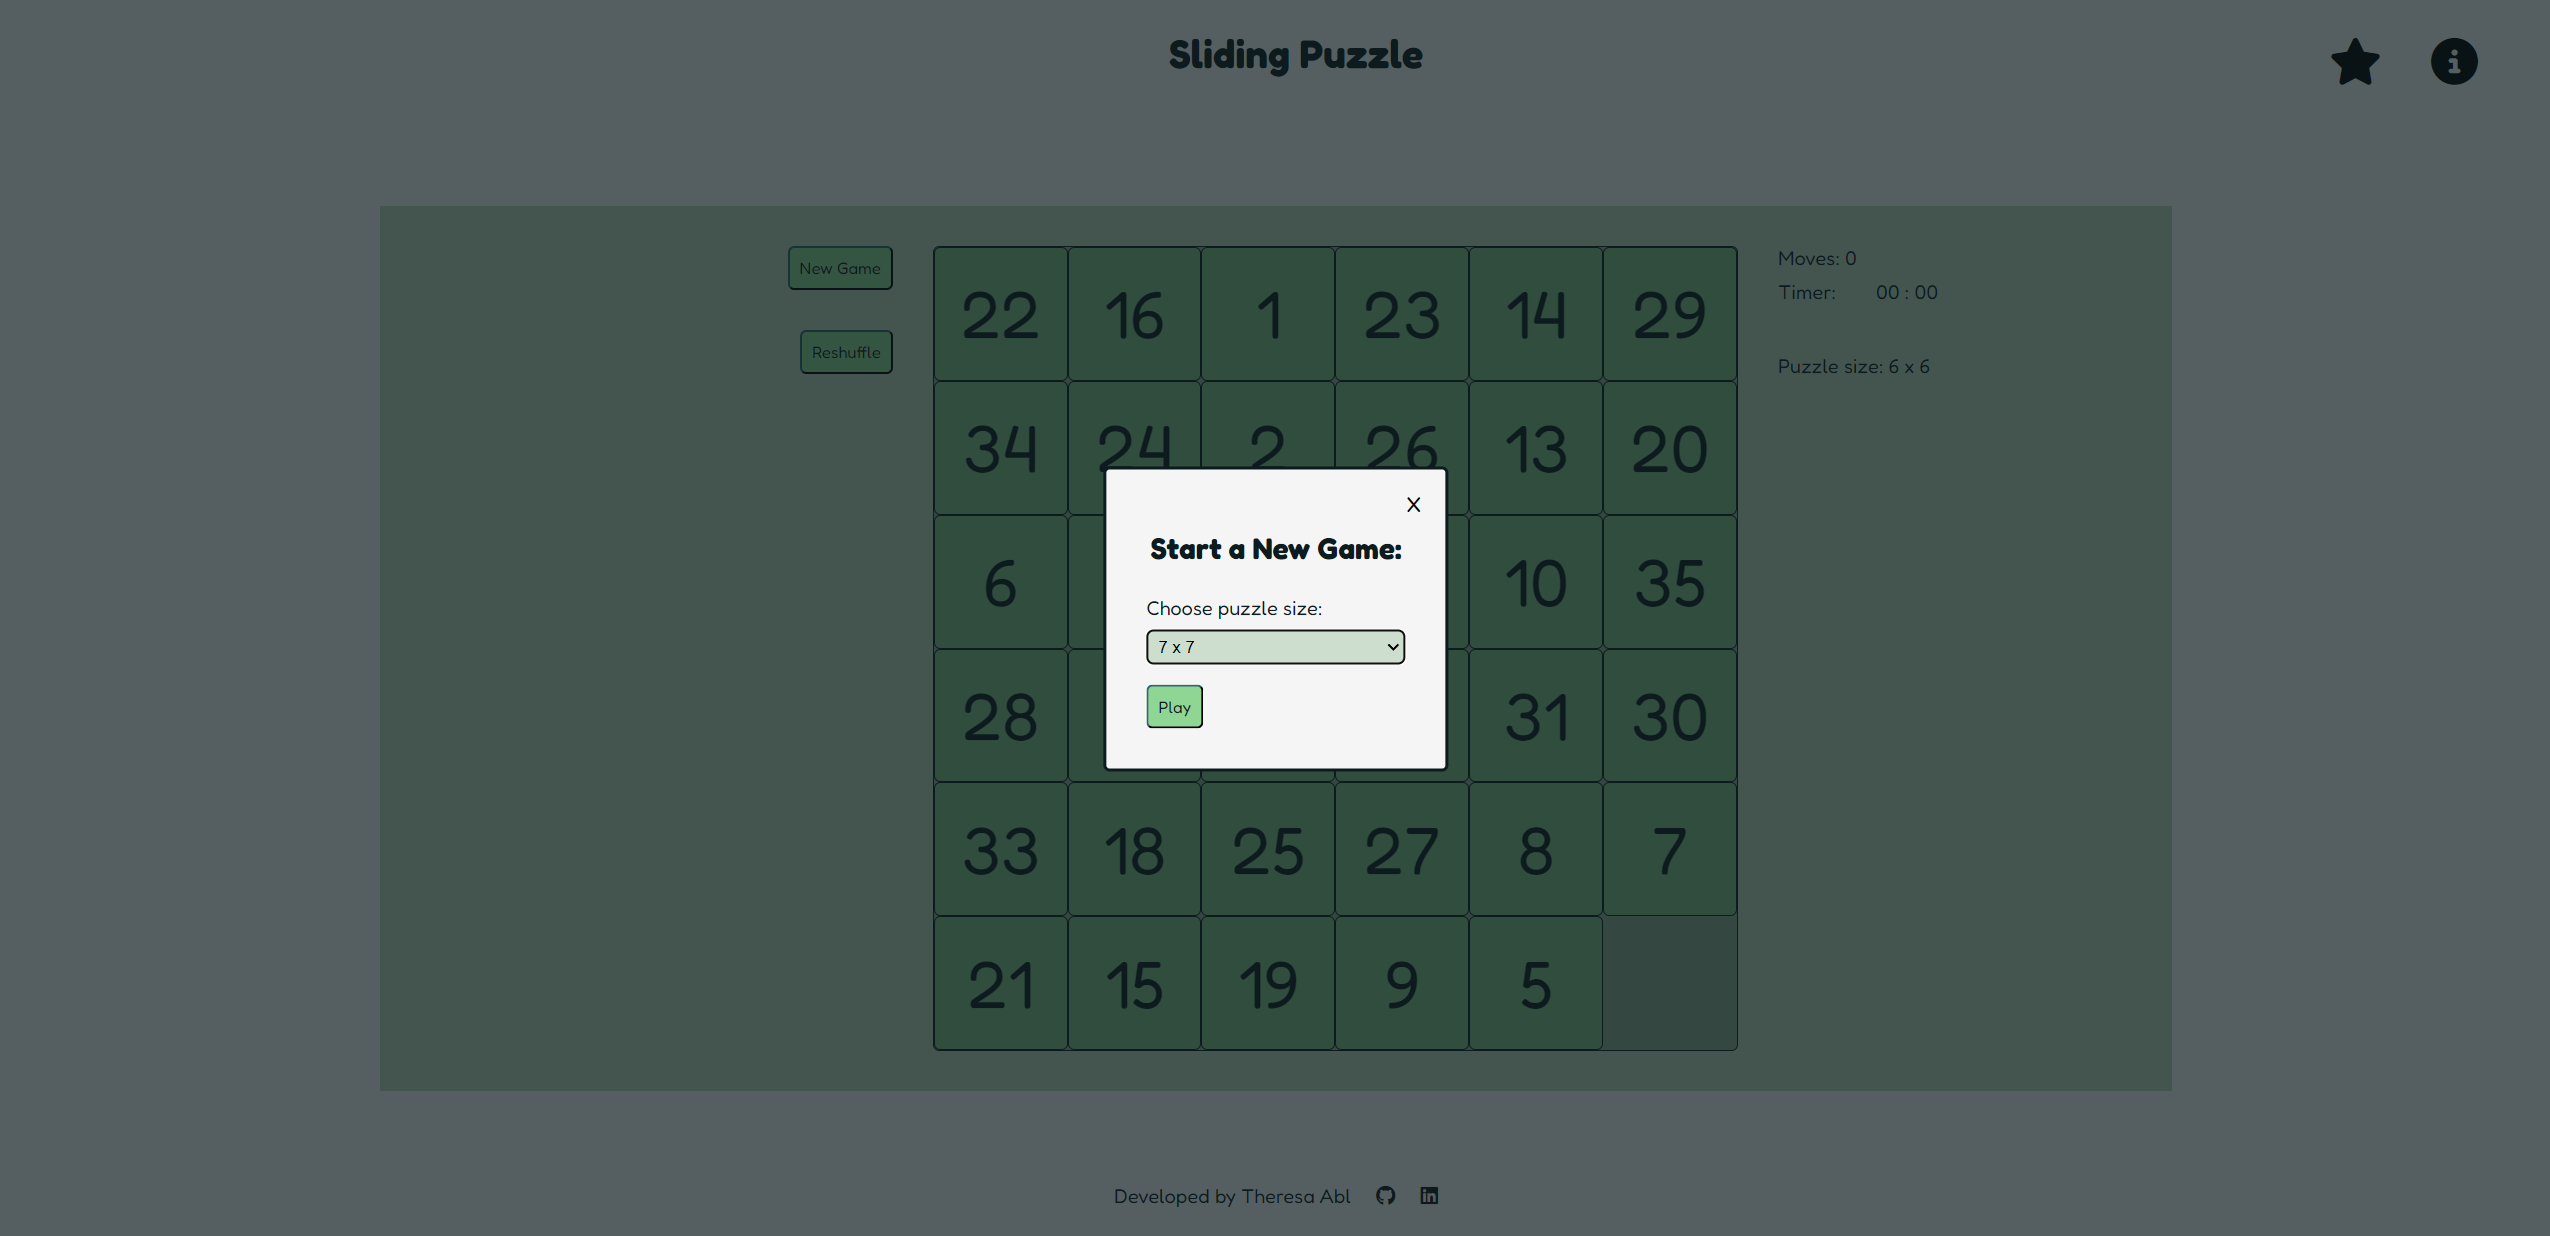 Sliding Puzzle
New Game
Reshuffle
22 16 1 23 14 29
34 24 2 26 13 20
6 10 35
28 31 30
33 18 25 27 8 7
21 15 19 9 5
Moves: 0
Timer: 00 : 00
Puzzle size: 6 x 6
X
Start a New Game:
Choose puzzle size:
7 x 7
Play
Developed by Theresa Abl